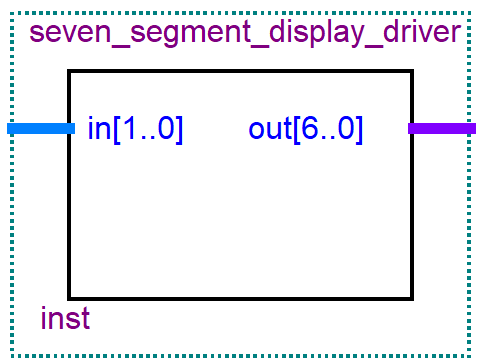 seven_segment_display_driver
in[1..0] out[6..0]
inst